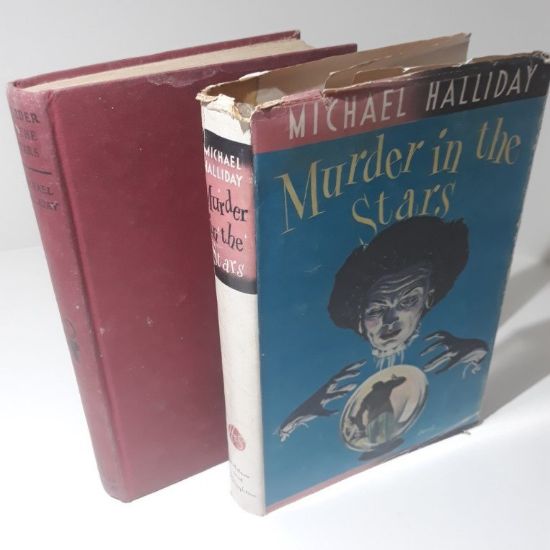 MICHAEL HALLIDAY
Murder in the
Stars
MICHAEL
HALLIDAY
Murder
in the
Stars